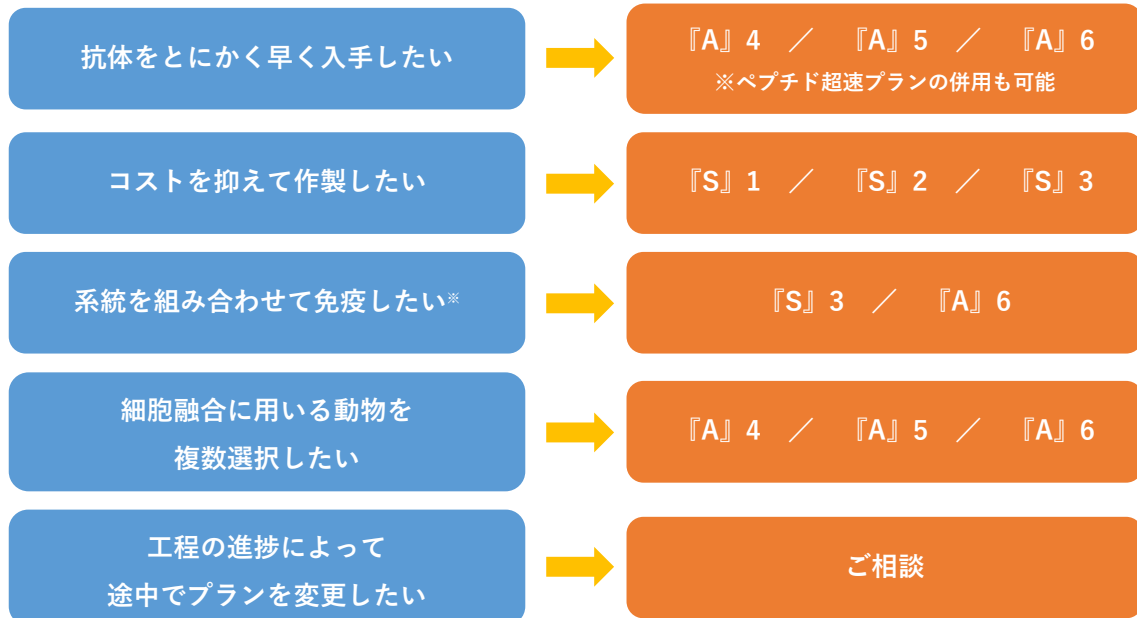 抗体をとにかく早く入手したい
『A』4 ／ 『A』5 ／ 『A』6
※ペプチド超速プランの併用も可能
コストを抑えて作製したい
『S』1 ／ 『S』2 ／ 『S』3
系統を組み合わせて免疫したい※
『S』3 ／ 『A』6
細胞融合に用いる動物を
複数選択したい
『A』4 ／ 『A』5 ／ 『A』6
工程の進捗によって
途中でプランを変更したい
ご相談